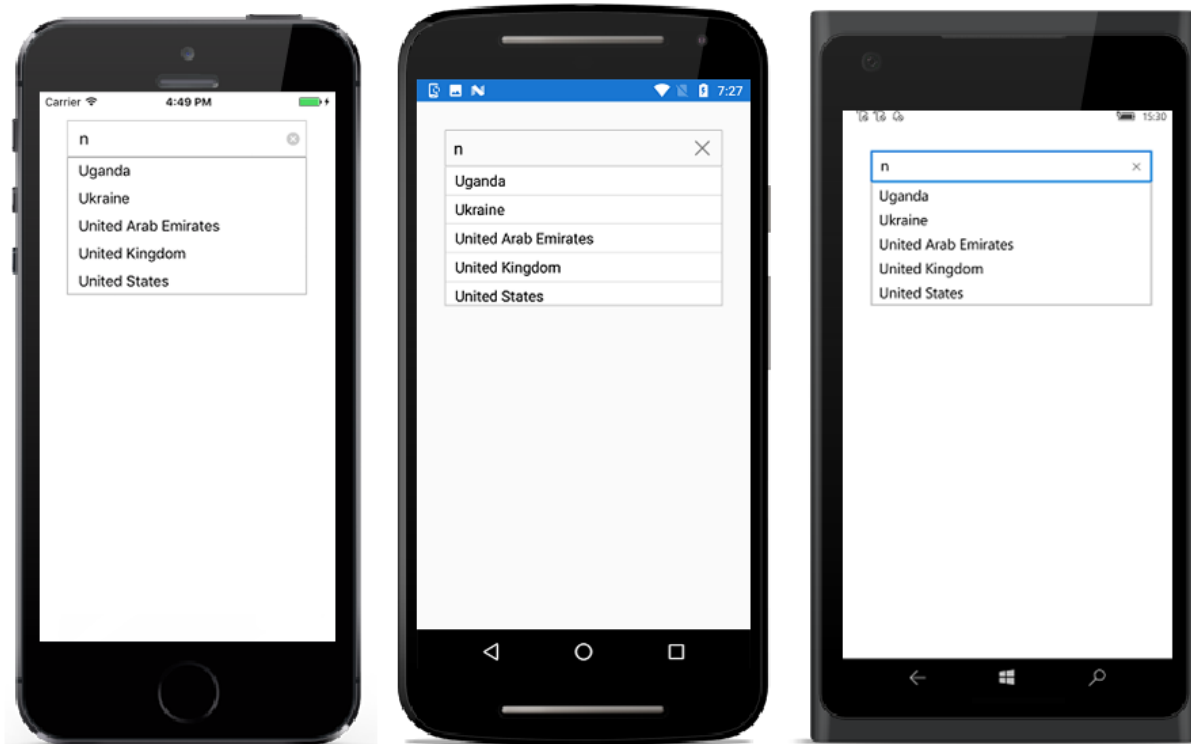 Carrier 4:49 PM
n
Uganda
Ukraine
United Arab Emirates
United Kingdom
United States
7:27
n
Uganda
Ukraine
United Arab Emirates
United Kingdom
United States
15:30
n
Uganda
Ukraine
United Arab Emirates
United Kingdom
United States